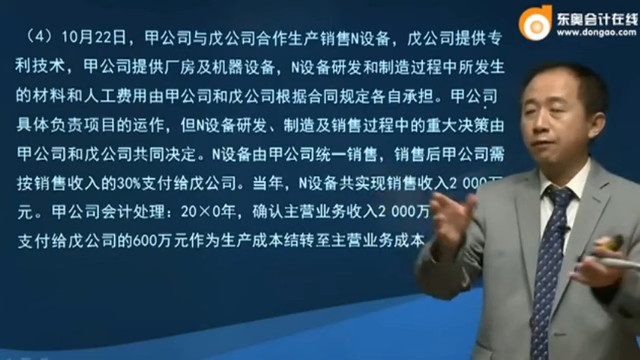 东奥会计在线
www.dongao.com
（4）10月22日，甲公司与戊公司合作生产销售N设备，戊公司提供专
利技术，甲公司提供厂房及机器设备，N设备研发和制造过程中所发生
的材料和人工费用由甲公司和戊公司根据合同规定各自承担。甲公司
具体负责项目的运作，但N设备研发、制造及销售过程中的重大决策由
甲公司和戊公司共同决定。N设备由甲公司统一销售，销售后甲公司需
按销售收入的30%支付给戊公司。当年，N设备共实现销售收入2 000万
元。甲公司会计处理：20×0年，确认主营业务收入2 000万
支付给戊公司的600万元作为生产成本结转至主营业务成本